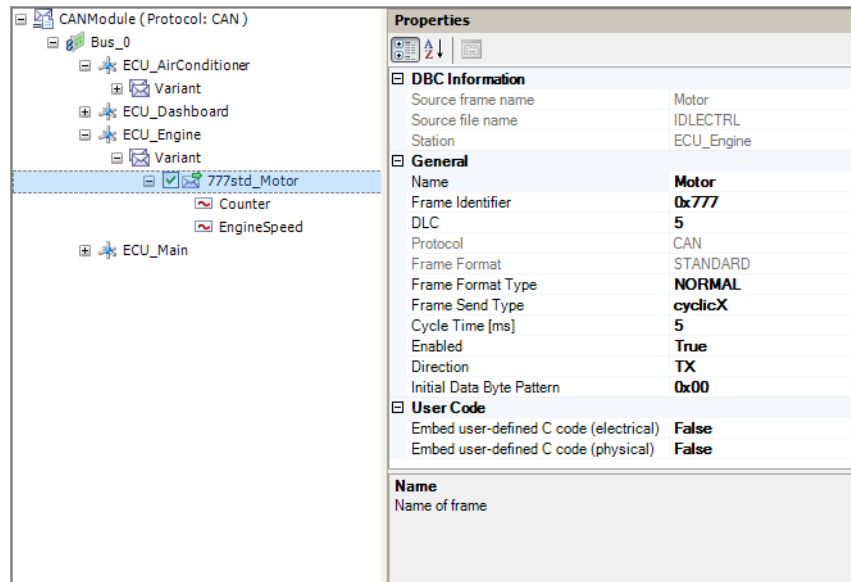 CANModule ( Protocol: CAN )
Bus_0
ECU_AirConditioner
Variant
ECU_Dashboard
ECU_Engine
Variant
777std_Motor
Counter
EngineSpeed
ECU_Main
Properties
DBC Information
Source frame name Motor
Source file name IDLECTRL
Station ECU_Engine
General
Name Motor
Frame Identifier 0x777
DLC 5
Protocol CAN
Frame Format STANDARD
Frame Format Type NORMAL
Frame Send Type cyclicX
Cycle Time [ms] 5
Enabled True
Direction TX
Initial Data Byte Pattern 0x00
User Code
Embed user-defined C code (electrical) False
Embed user-defined C code (physical) False
Name
Name of frame